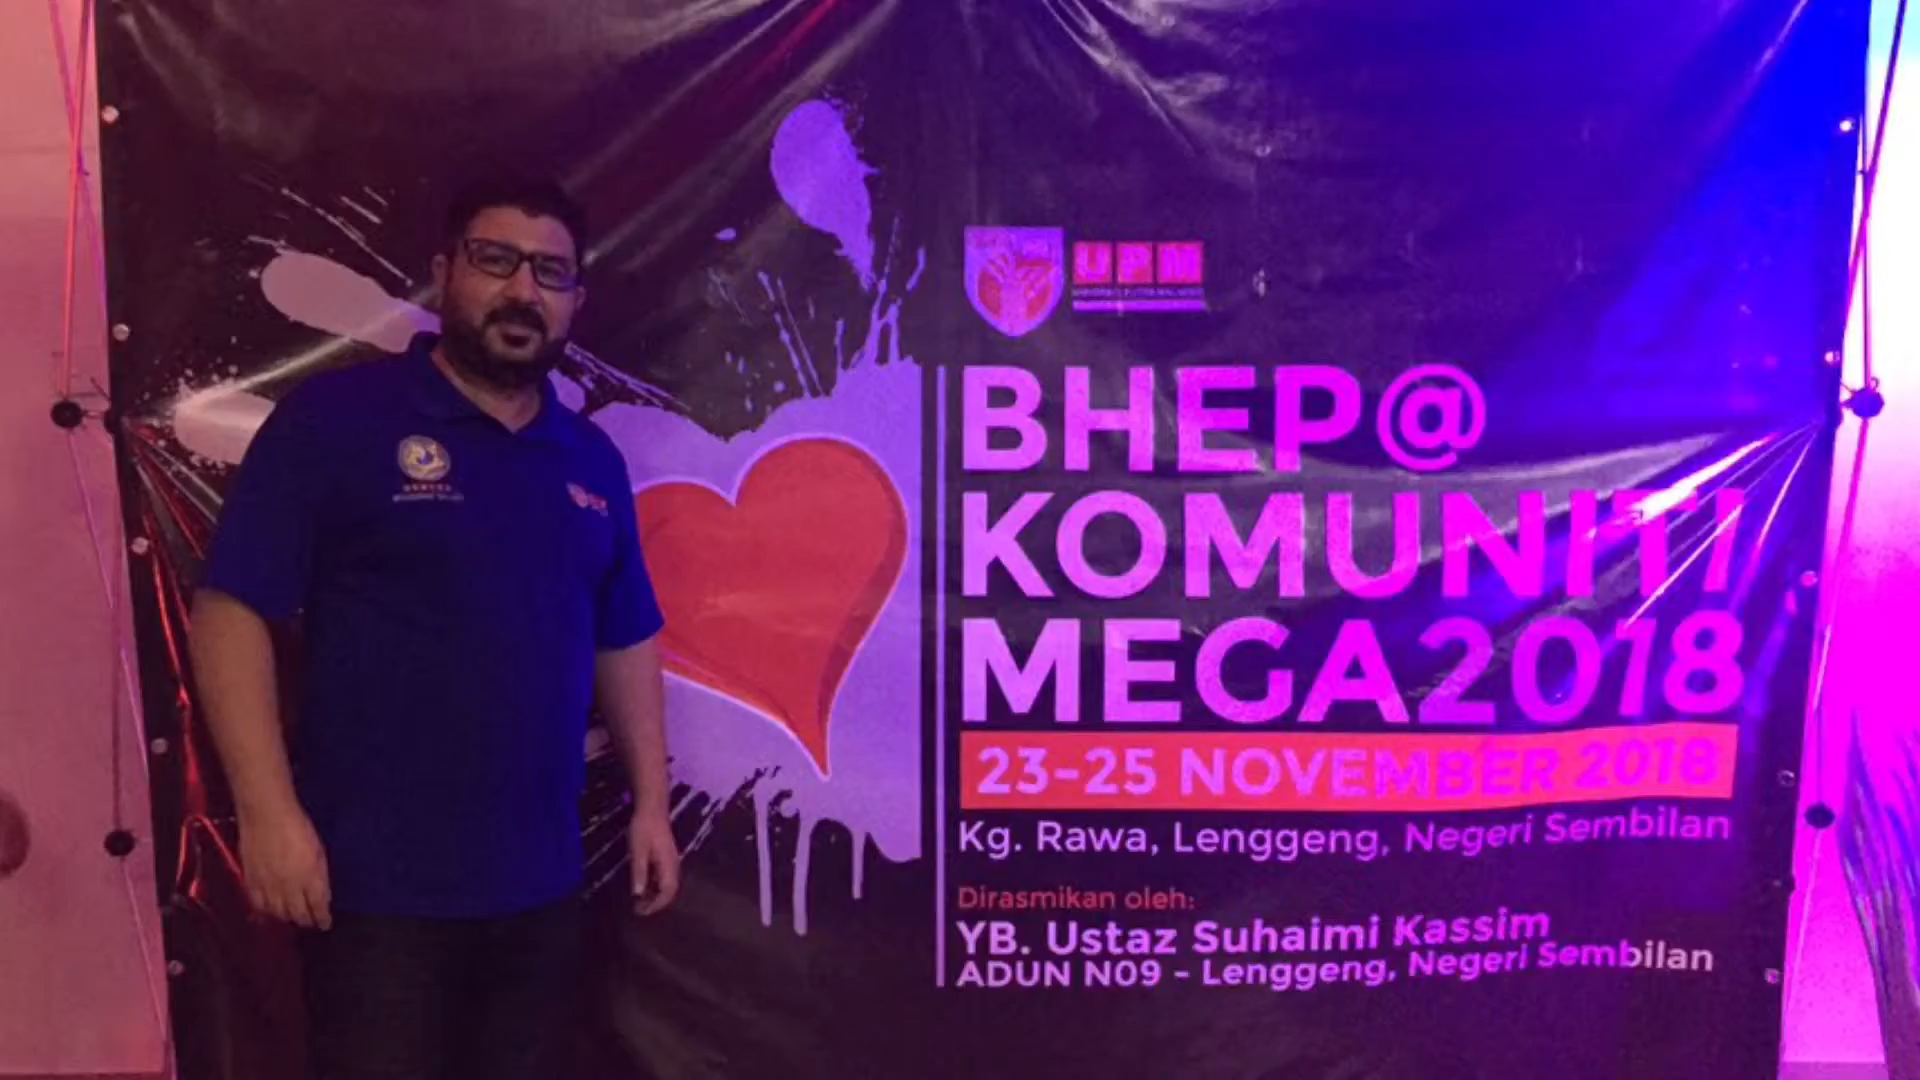 UPM
BHEP@
KOMUNITI
MEGA2018
23-25 NOVEMBER 2018
Kg. Rawa, Lenggeng, Negeri Sembilan
Dirasmikan oleh:
YB. Ustaz Suhaimi Kassim
ADUN N09 - Lenggeng, Negeri Sembilan